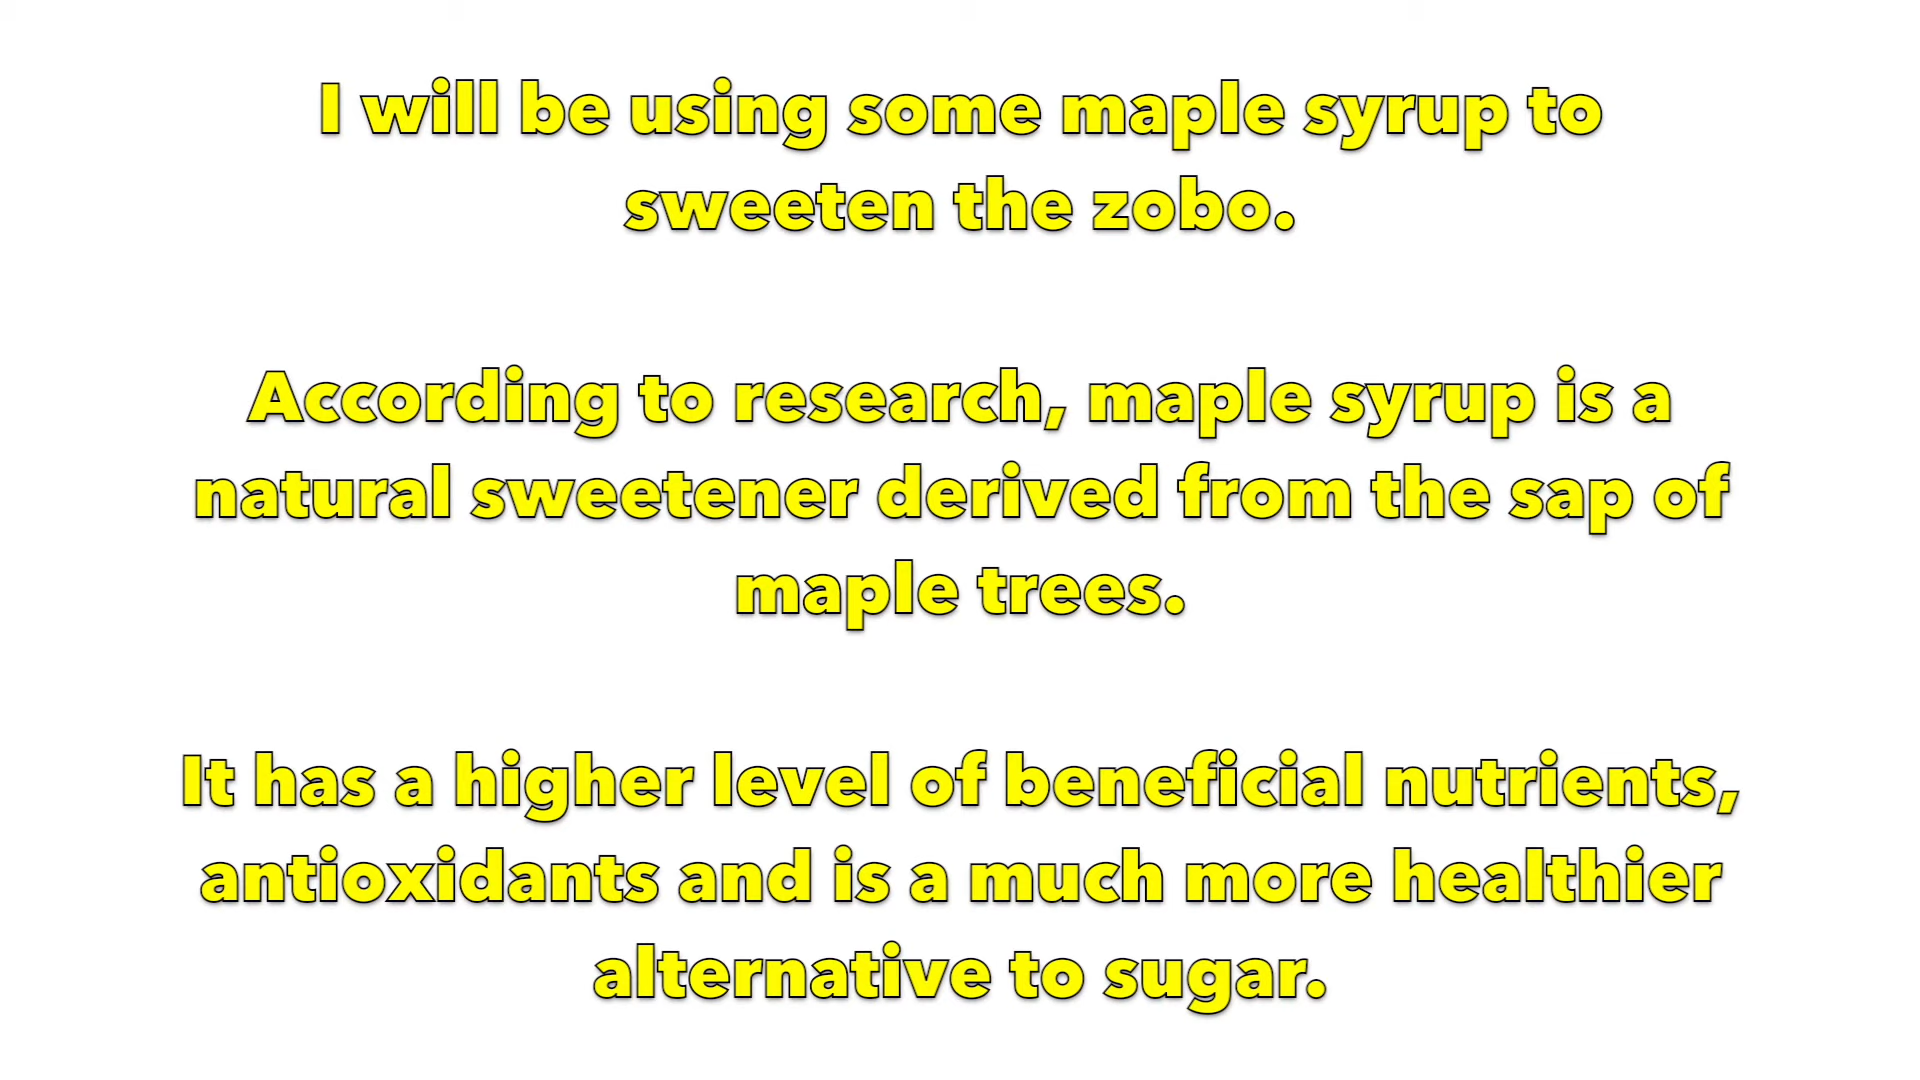 I will be using some maple syrup to
sweeten the zobo.
According to research, maple syrup is a
natural sweetener derived from the sap of
maple trees.
It has a higher level of beneficial nutrients,
antioxidants and is a much more healthier
alternative to sugar.